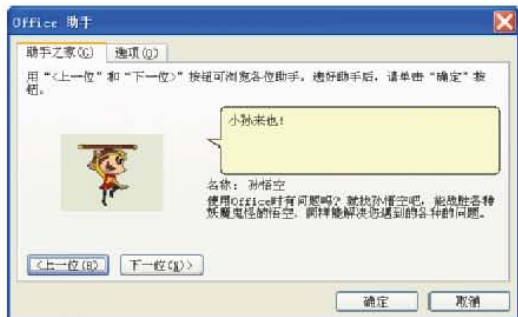 Office 助手
助手之家(G) 选项(O)
用“<上一位”和“下一位>”按钮可浏览各位助手。选好助手后，请单击“确定”按
钮。
小孙来也!
名称: 孙悟空
使用Office时有问题吗? 就找孙悟空吧, 能战胜各种
妖魔鬼怪的悟空, 同样能解决您遇到的各种的问题。
<上一位(B) 下一位(N)>
确定 取消